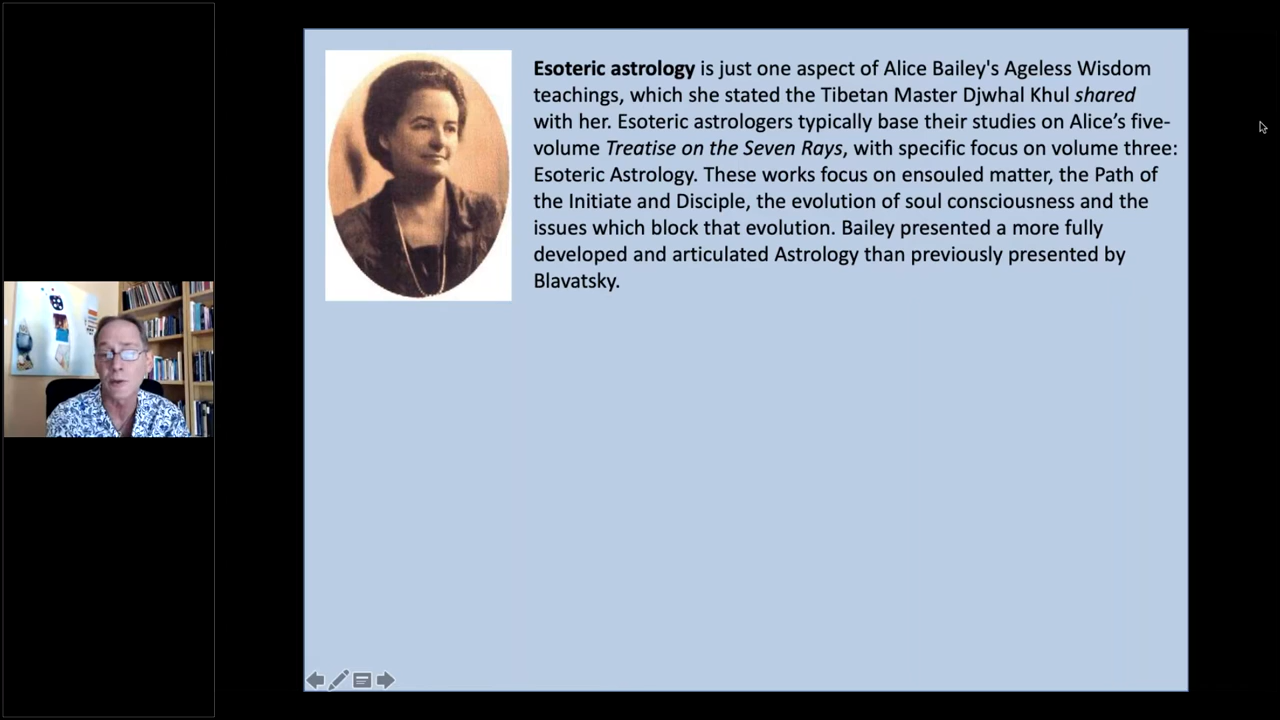 Esoteric astrology is just one aspect of Alice Bailey's Ageless Wisdom
teachings, which she stated the Tibetan Master Djwhal Khul shared
with her. Esoteric astrologers typically base their studies on Alice’s five-
volume Treatise on the Seven Rays, with specific focus on volume three:
Esoteric Astrology. These works focus on ensouled matter, the Path of
the Initiate and Disciple, the evolution of soul consciousness and the
issues which block that evolution. Bailey presented a more fully
developed and articulated Astrology than previously presented by
Blavatsky.